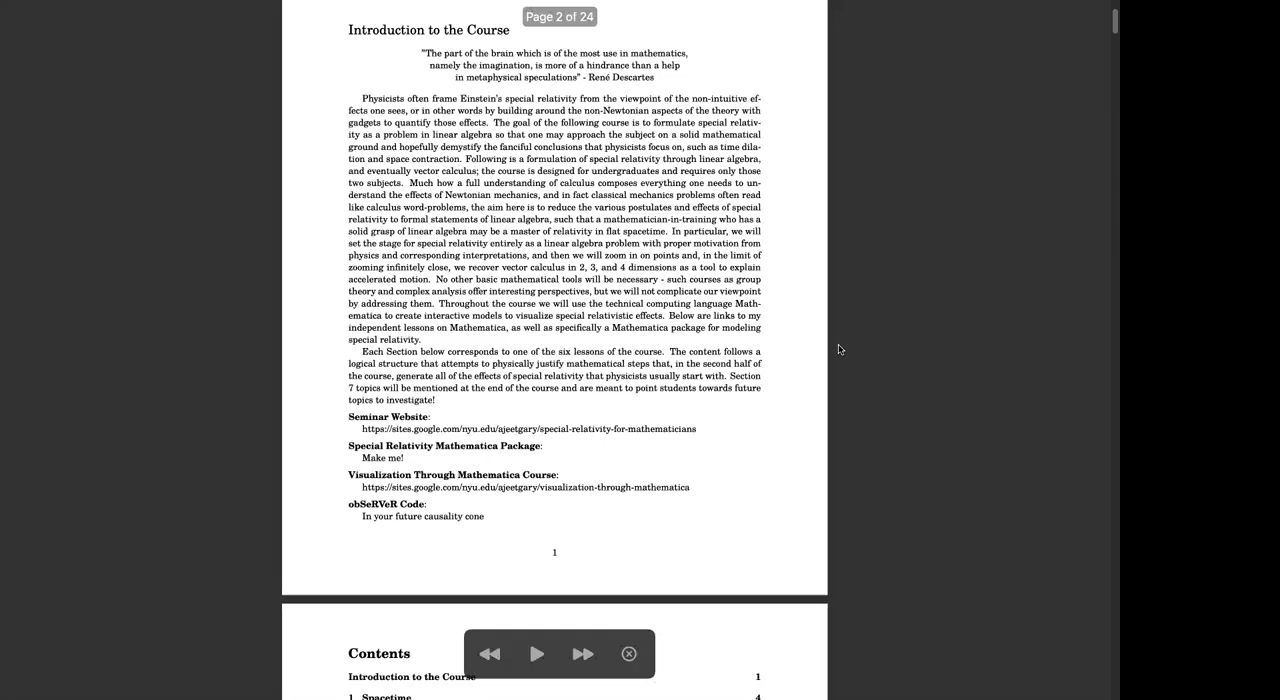 Page 2 of 24
Introduction to the Course
"The part of the brain which is of the most use in mathematics,
namely the imagination, is more of a hindrance than a help
in metaphysical speculations" - René Descartes
Physicists often frame Einstein's special relativity from the viewpoint of the non-intuitive ef-
fects one sees, or in other words by building around the non-Newtonian aspects of the theory with
gadgets to quantify those effects. The goal of the following course is to formulate special relativ-
ity as a problem in linear algebra so that one may approach the subject on a solid mathematical
ground and hopefully demystify the fanciful conclusions that physicists focus on, such as time dila-
tion and space contraction. Following is a formulation of special relativity through linear algebra,
and eventually vector calculus; the course is designed for undergraduates and requires only those
two subjects. Much how a full understanding of calculus composes everything one needs to un-
derstand the effects of Newtonian mechanics, and in fact classical mechanics problems often read
like calculus word-problems, the aim here is to reduce the various postulates and effects of special
relativity to formal statements of linear algebra, such that a mathematician-in-training who has a
solid grasp of linear algebra may be a master of relativity in flat spacetime. In particular, we will
set the stage for special relativity entirely as a linear algebra problem with proper motivation from
physics and corresponding interpretations, and then we will zoom in on points and, in the limit of
zooming infinitely close, we recover vector calculus in 2, 3, and 4 dimensions as a tool to explain
accelerated motion. No other basic mathematical tools will be necessary - such courses as group
theory and complex analysis offer interesting perspectives, but we will not complicate our viewpoint
by addressing them. Throughout the course we will use the technical computing language Math-
ematica to create interactive models to visualize special relativistic effects. Below are links to my
independent lessons on Mathematica, as well as specifically a Mathematica package for modeling
special relativity.
Each Section below corresponds to one of the six lessons of the course. The content follows a
logical structure that attempts to physically justify mathematical steps that, in the second half of
the course, generate all of the effects of special relativity that physicists usually start with. Section
7 topics will be mentioned at the end of the course and are meant to point students towards future
topics to investigate!
Seminar Website:
https://sites.google.com/nyu.edu/ajeetgary/special-relativity-for-mathematicians
Special Relativity Mathematica Package:
Make me!
Visualization Through Mathematica Course:
https://sites.google.com/nyu.edu/ajeetgary/visualization-through-mathematica
obSeRVeR Code:
In your future causality cone
1
Contents
Introduction to the Course 1
1 Spacetime 4